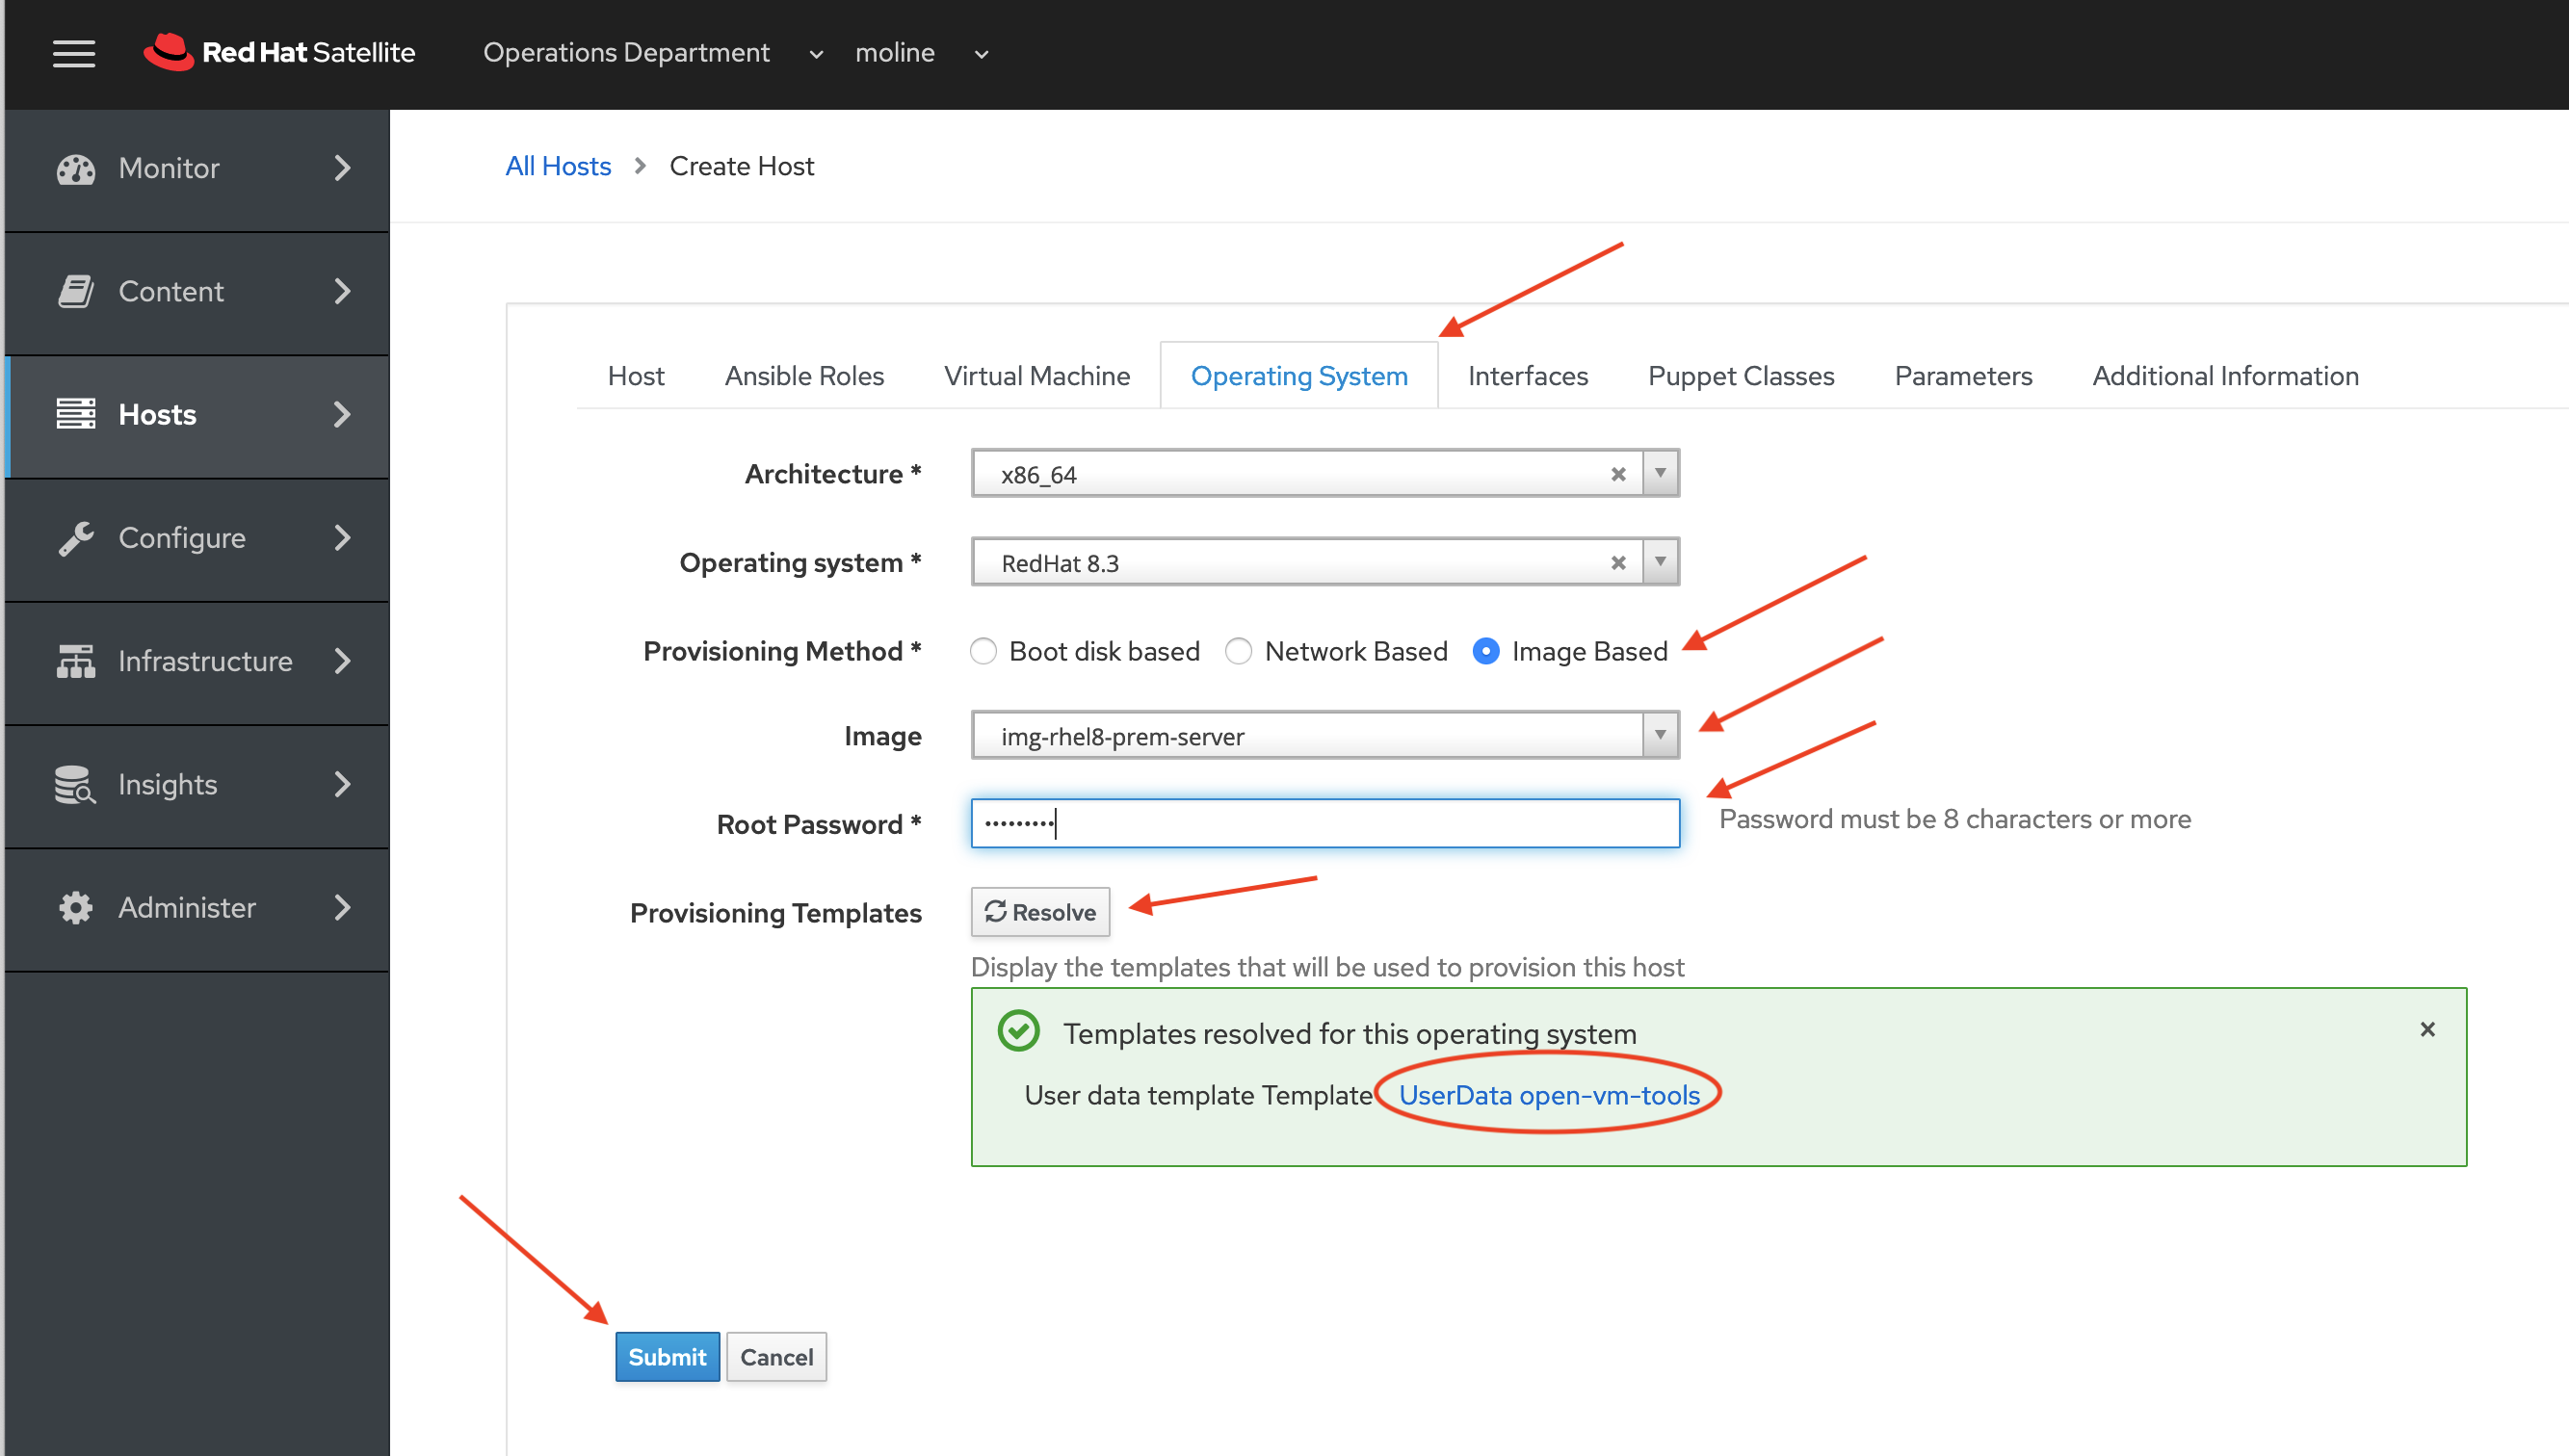 Red Hat Satellite Operations Department moline
Monitor
Content
Hosts
Configure
Infrastructure
Insights
Administer
All Hosts Create Host
Host Ansible Roles Virtual Machine Operating System Interfaces Puppet Classes Parameters Additional Information
Architecture * x86_64
Operating system * RedHat 8.3
Provisioning Method * Boot disk based Network Based Image Based
Image img-rhel8-prem-server
Root Password * ••••••••• Password must be 8 characters or more
Provisioning Templates Resolve
Display the templates that will be used to provision this host
Templates resolved for this operating system
User data template Template UserData open-vm-tools
Submit Cancel